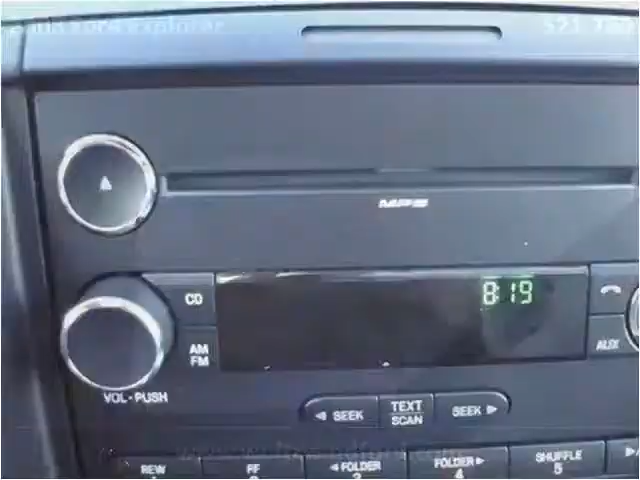 MP3
CD
8:19
AM
FM
AUX
VOL-PUSH
◄ SEEK TEXT SEEK ►
SCAN
REW FF ◄FOLDER FOLDER► SHUFFLE
3 4 5